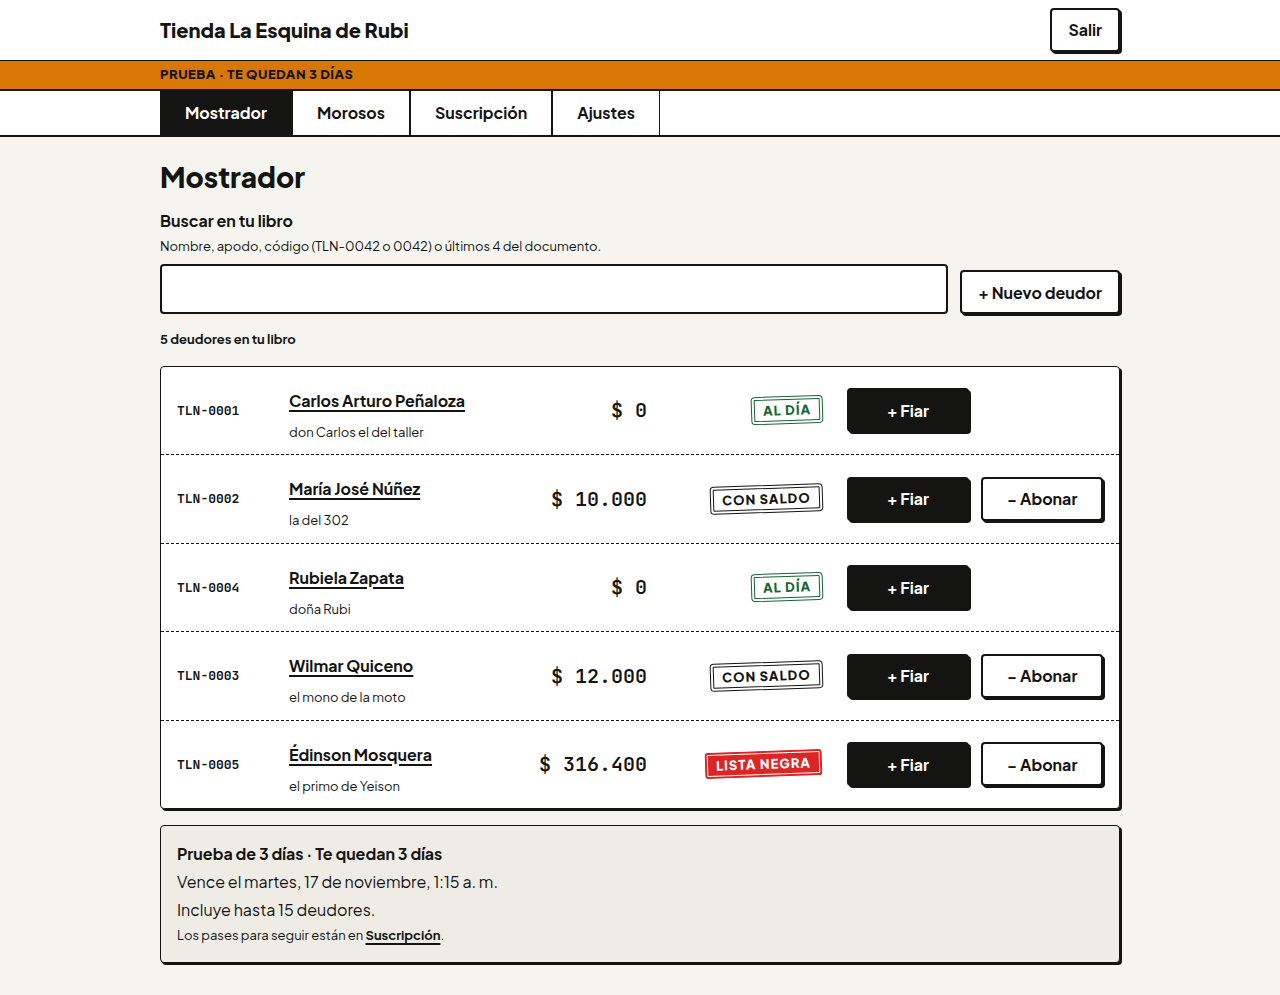 Tienda La Esquina de Rubi
Salir
PRUEBA · TE QUEDAN 3 DÍAS
Mostrador
Morosos
Suscripción
Ajustes
Mostrador
Buscar en tu libro
Nombre, apodo, código (TLN-0042 o 0042) o últimos 4 del documento.
+ Nuevo deudor
5 deudores en tu libro
TLN-0001 Carlos Arturo Peñaloza $ 0 AL DÍA + Fiar
don Carlos el del taller
TLN-0002 María José Núñez $ 10.000 CON SALDO + Fiar – Abonar
la del 302
TLN-0004 Rubiela Zapata $ 0 AL DÍA + Fiar
doña Rubi
TLN-0003 Wilmar Quiceno $ 12.000 CON SALDO + Fiar – Abonar
el mono de la moto
TLN-0005 Édinson Mosquera $ 316.400 LISTA NEGRA + Fiar – Abonar
el primo de Yeison
Prueba de 3 días · Te quedan 3 días
Vence el martes, 17 de noviembre, 1:15 a. m.
Incluye hasta 15 deudores.
Los pases para seguir están en Suscripción.